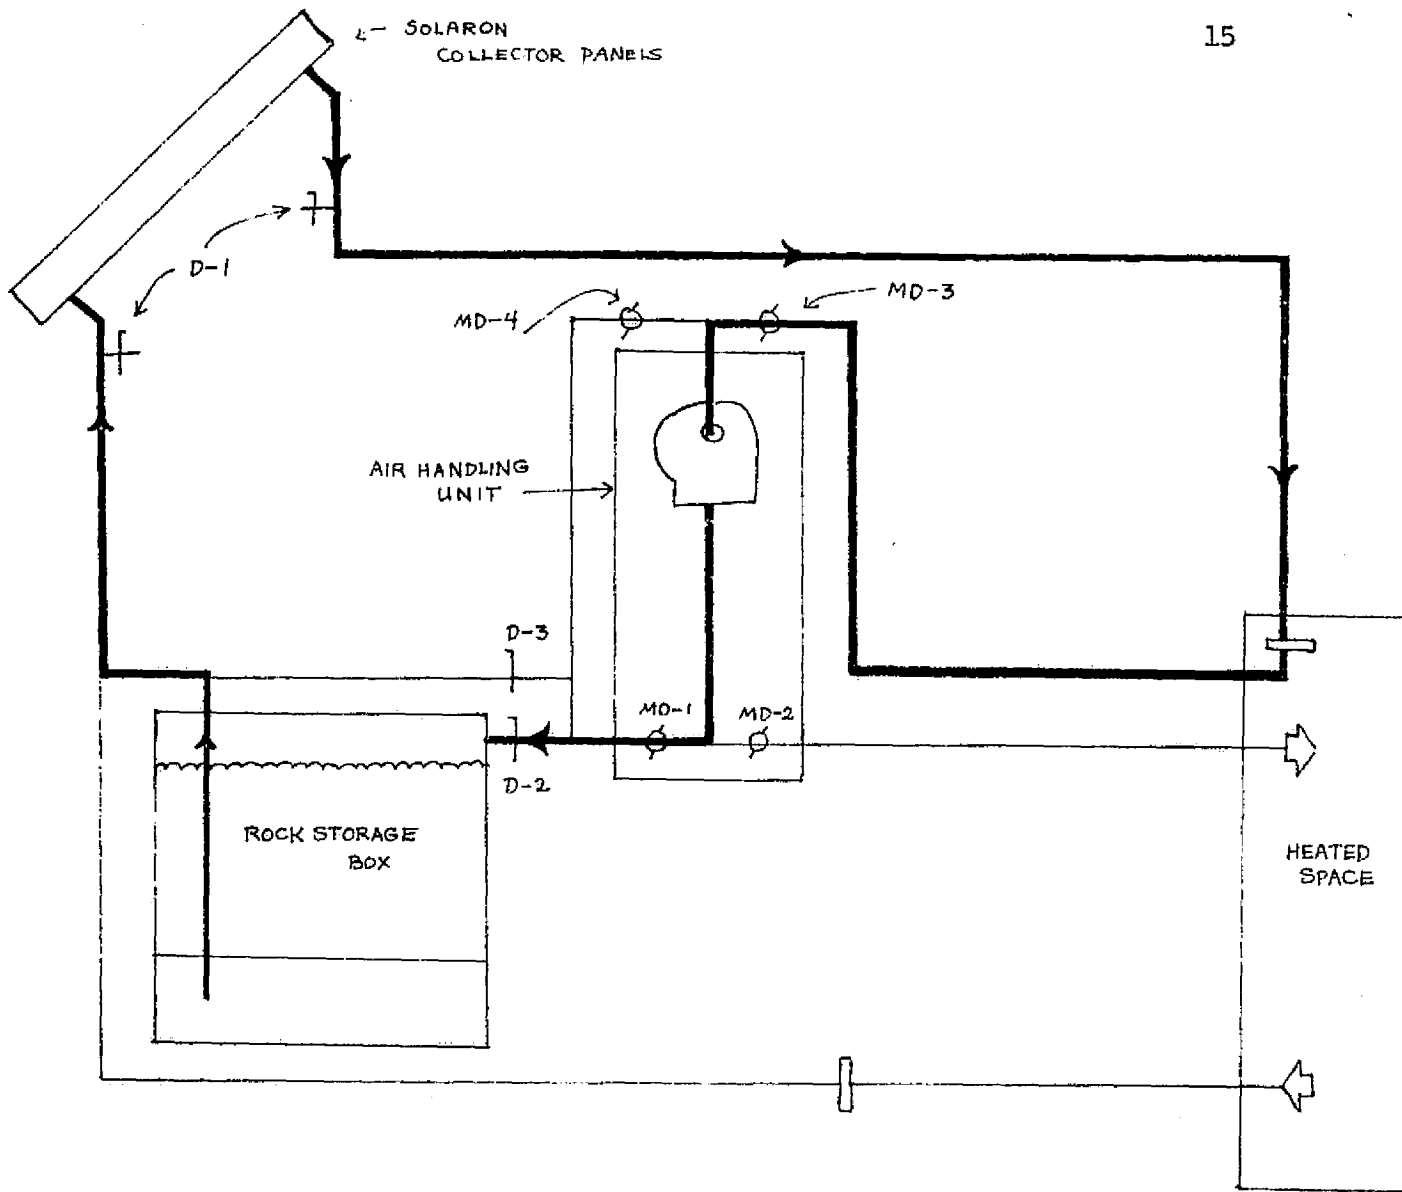 15
SOLARON
COLLECTOR PANELS
D-1
MD-4
MD-3
AIR HANDLING
UNIT
D-3
MD-1
MD-2
D-2
ROCK STORAGE
BOX
HEATED
SPACE